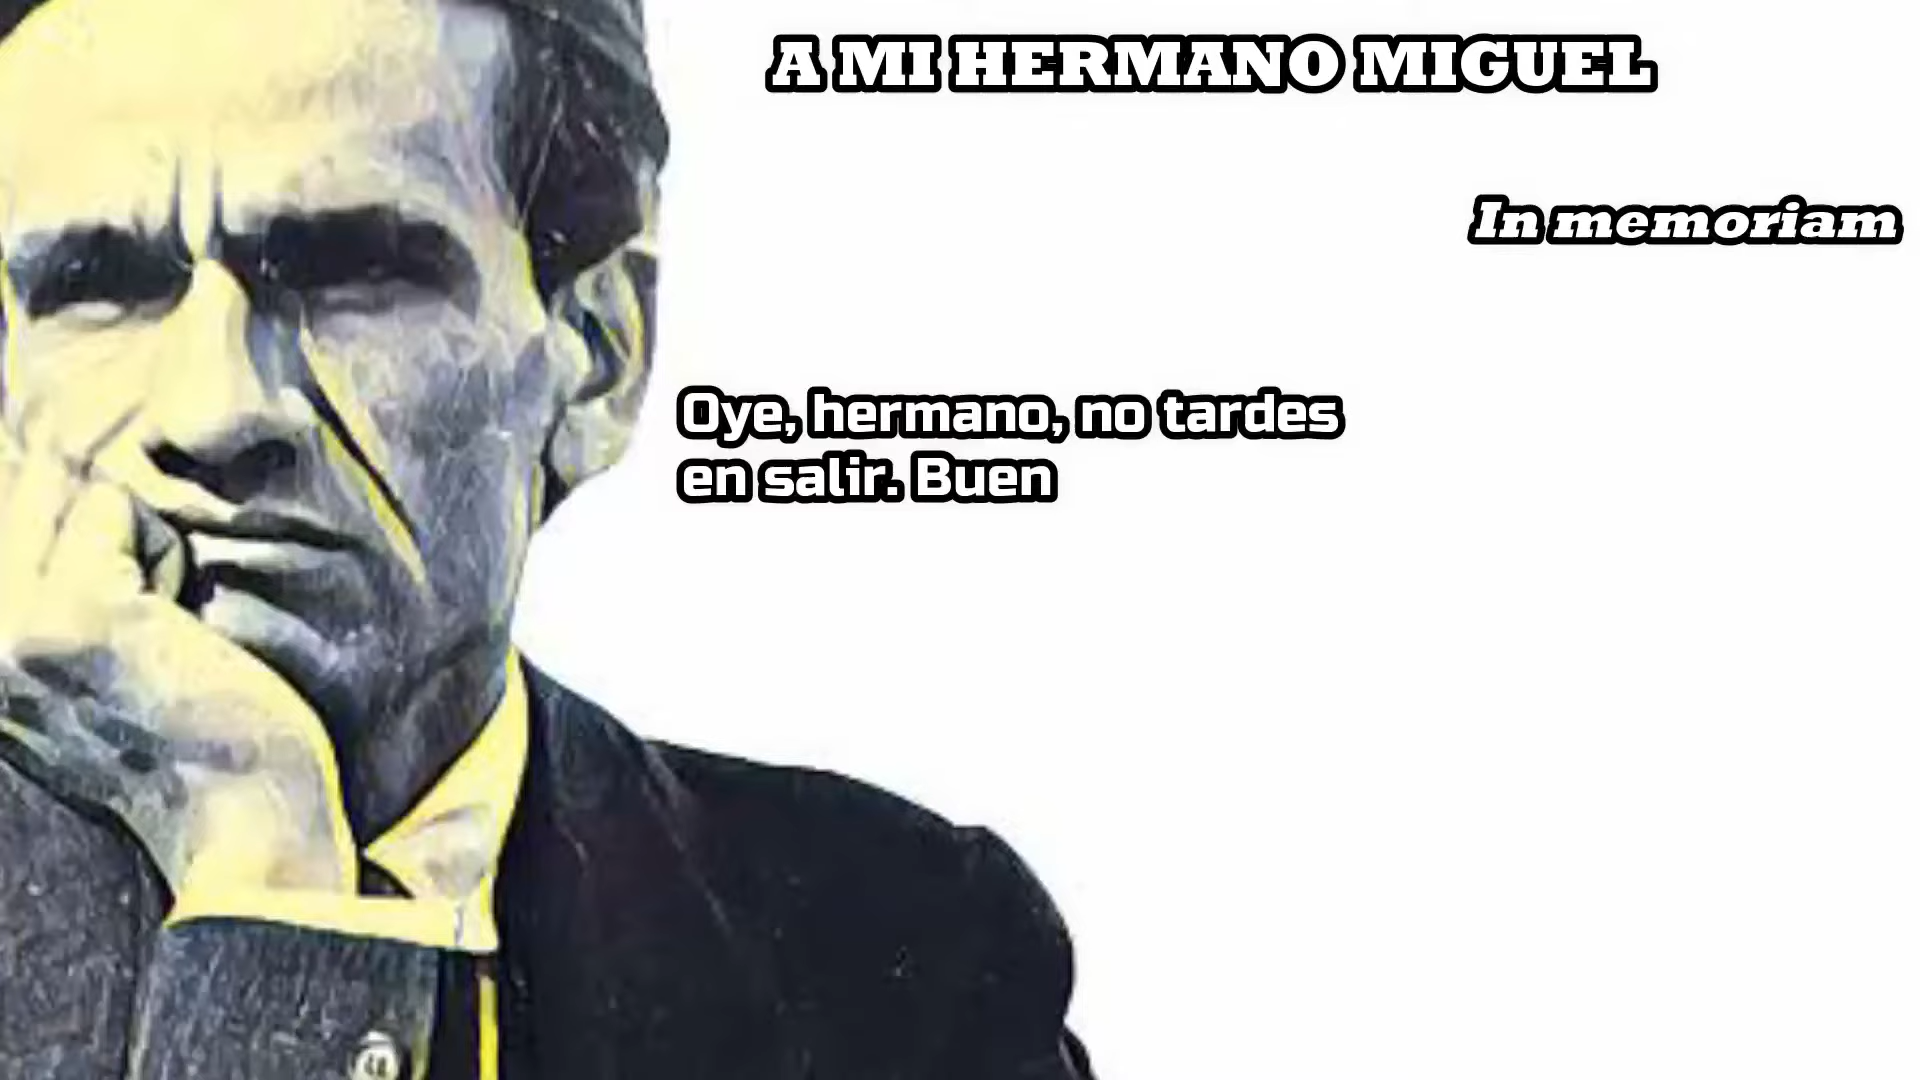 A MI HERMANO MIGUEL
In memoriam
Oye, hermano, no tardes
en salir. Buen